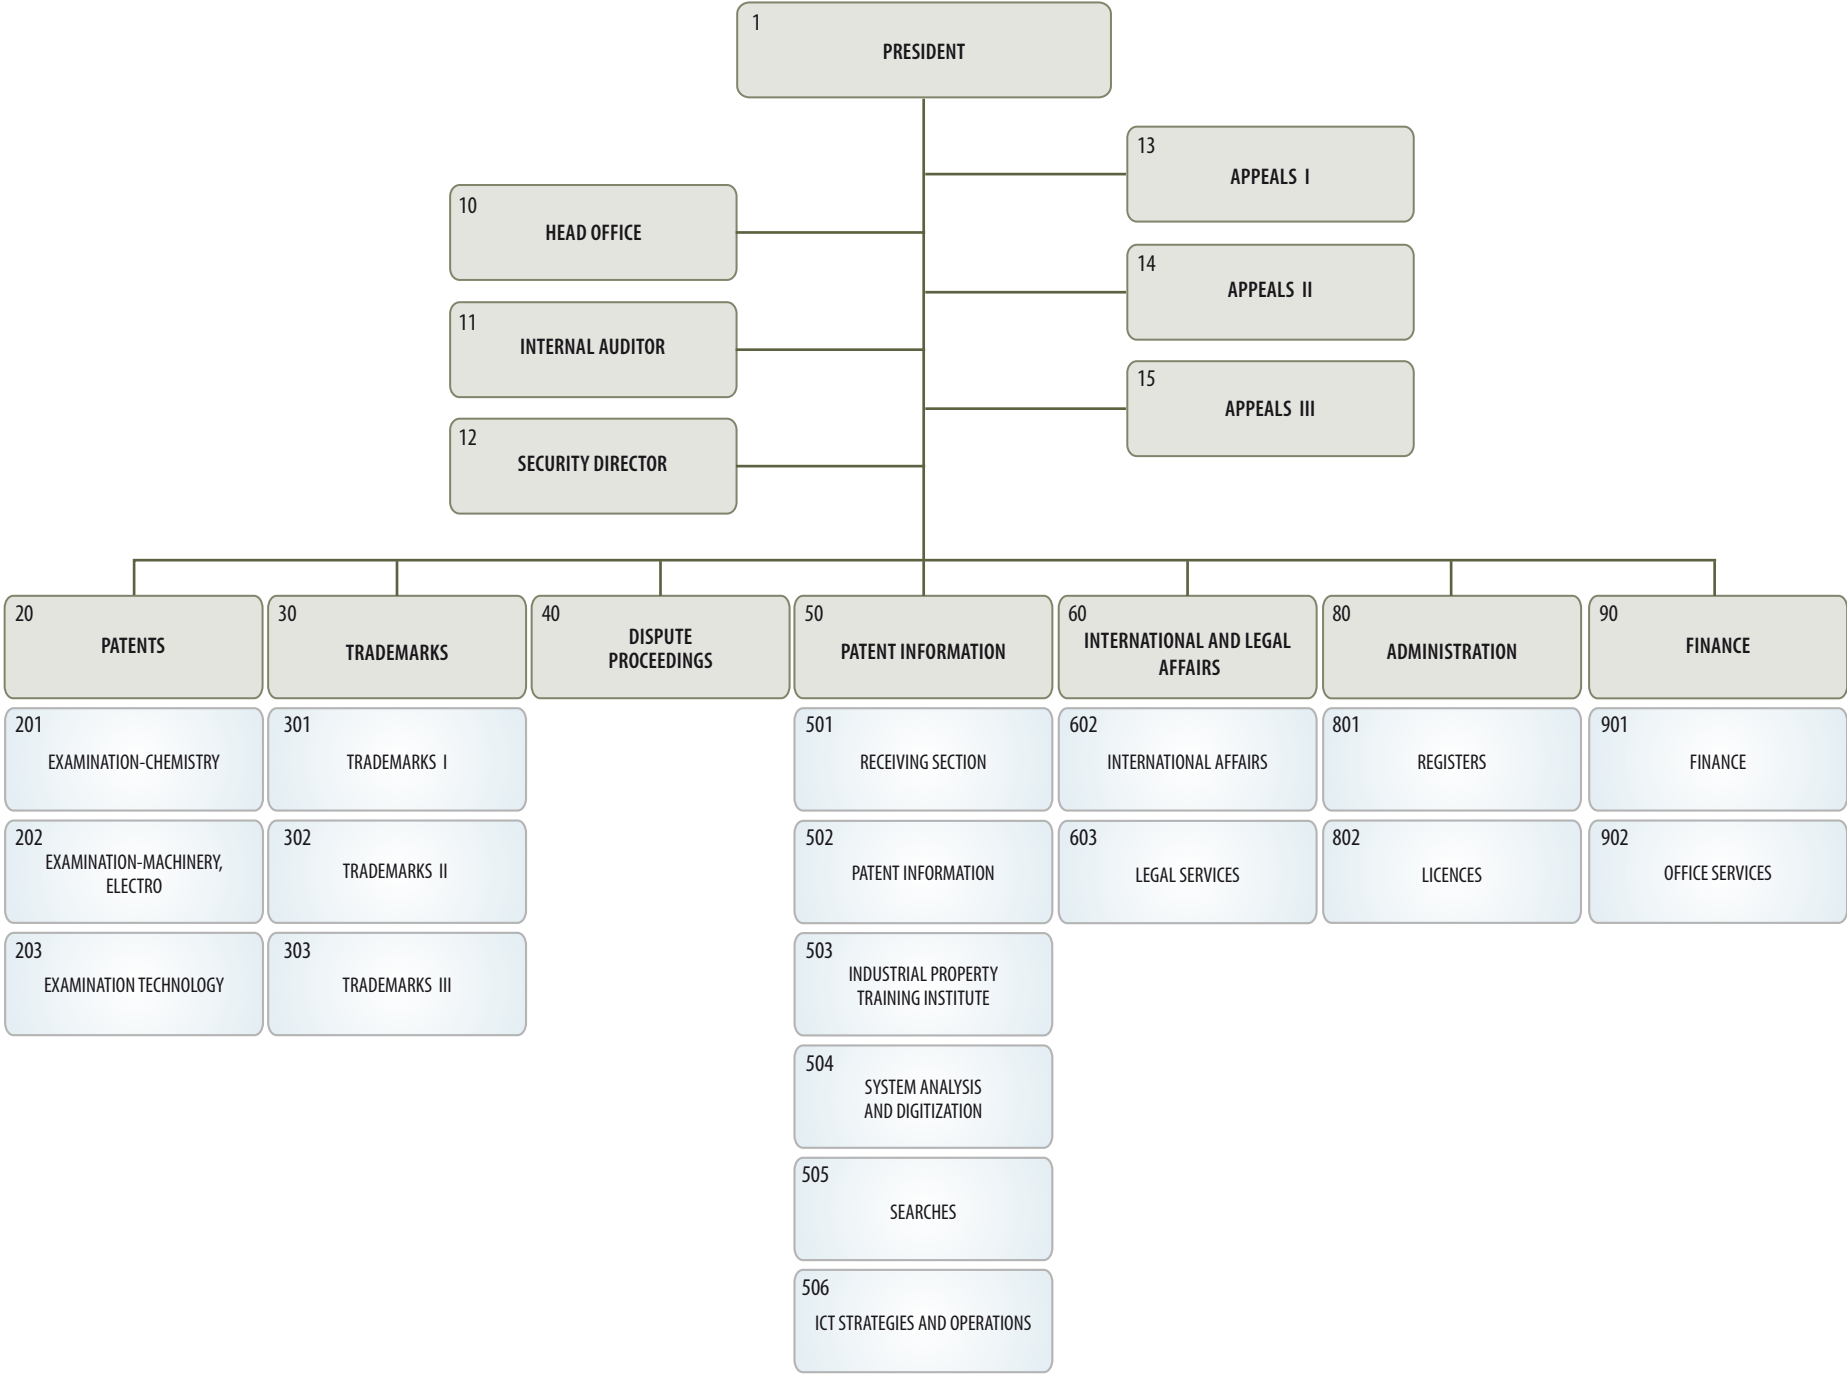 1
PRESIDENT
13
APPEALS I
10
HEAD OFFICE
14
APPEALS II
11
INTERNAL AUDITOR
15
APPEALS III
12
SECURITY DIRECTOR
20
PATENTS
30
TRADEMARKS
40
DISPUTE
PROCEEDINGS
50
PATENT INFORMATION
60
INTERNATIONAL AND LEGAL
AFFAIRS
80
ADMINISTRATION
90
FINANCE
201
EXAMINATION-CHEMISTRY
301
TRADEMARKS I
501
RECEIVING SECTION
602
INTERNATIONAL AFFAIRS
801
REGISTERS
901
FINANCE
202
EXAMINATION-MACHINERY,
ELECTRO
302
TRADEMARKS II
502
PATENT INFORMATION
603
LEGAL SERVICES
802
LICENCES
902
OFFICE SERVICES
203
EXAMINATION TECHNOLOGY
303
TRADEMARKS III
503
INDUSTRIAL PROPERTY
TRAINING INSTITUTE
504
SYSTEM ANALYSIS
AND DIGITIZATION
505
SEARCHES
506
ICT STRATEGIES AND OPERATIONS